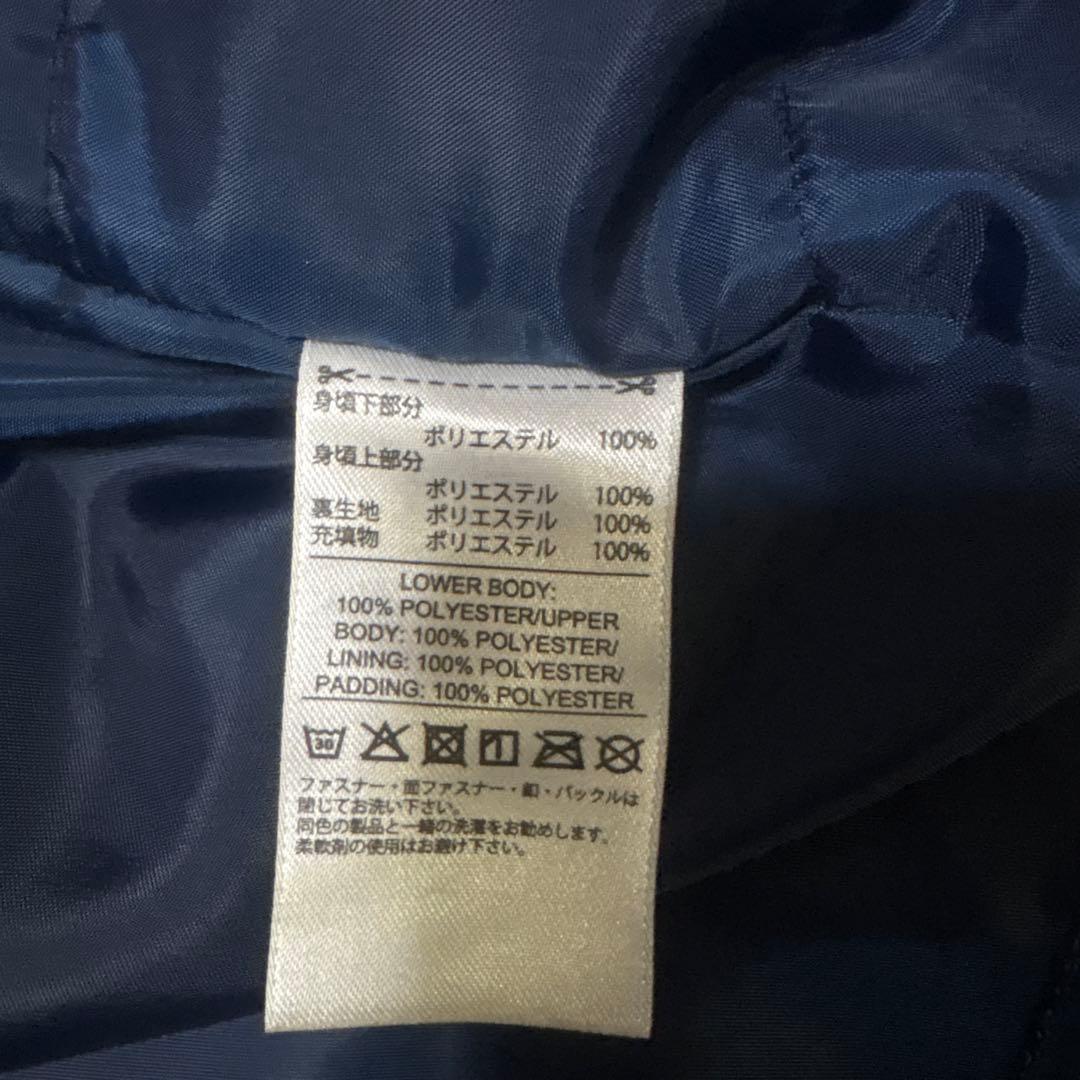 身頃下部分
ポリエステル 100%
身頃上部分
ポリエステル 100%
裏生地 ポリエステル 100%
充填物 ポリエステル 100%
LOWER BODY:
100% POLYESTER/UPPER
BODY: 100% POLYESTER/
LINING: 100% POLYESTER/
PADDING: 100% POLYESTER
30
ファスナー・面ファスナー・釦・バックルは
閉じてお洗い下さい。
同色の製品と一緒の洗濯をお勧めします。
柔軟剤の使用はお避け下さい。